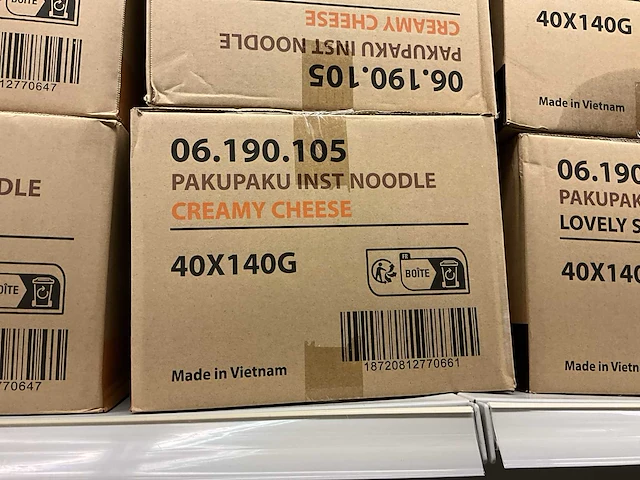 12770647
CREAMY CHEESE
PAKUPAKU INST NOODLE
06.190.105
40X140G
Made in Vietnam
DLE
BOÎTE
770647
06.190.105
PAKUPAKU INST NOODLE
CREAMY CHEESE
40X140G
FR
BOÎTE
18720812770661
Made in Vietnam
06.190
PAKUPAK
LOVELY S
40X140
Made in Vietn